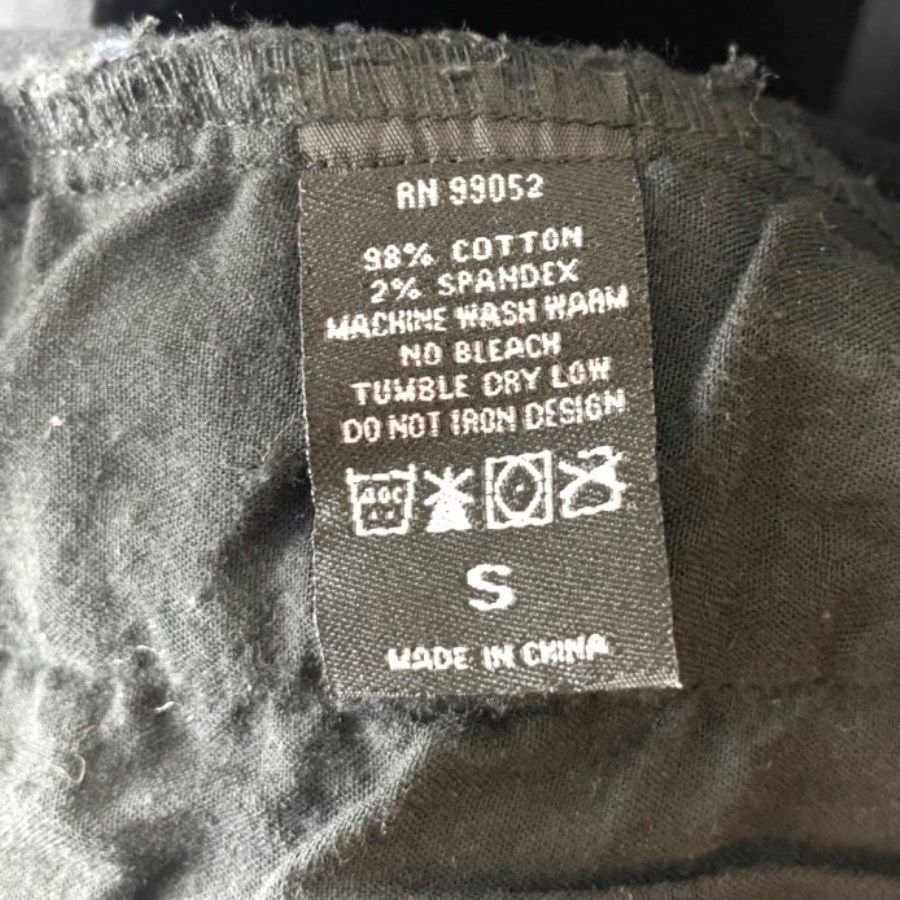 RN 99052
98% COTTON
2% SPANDEX
MACHINE WASH WARM
NO BLEACH
TUMBLE DRY LOW
DO NOT IRON DESIGN
40C
S
MADE IN CHINA